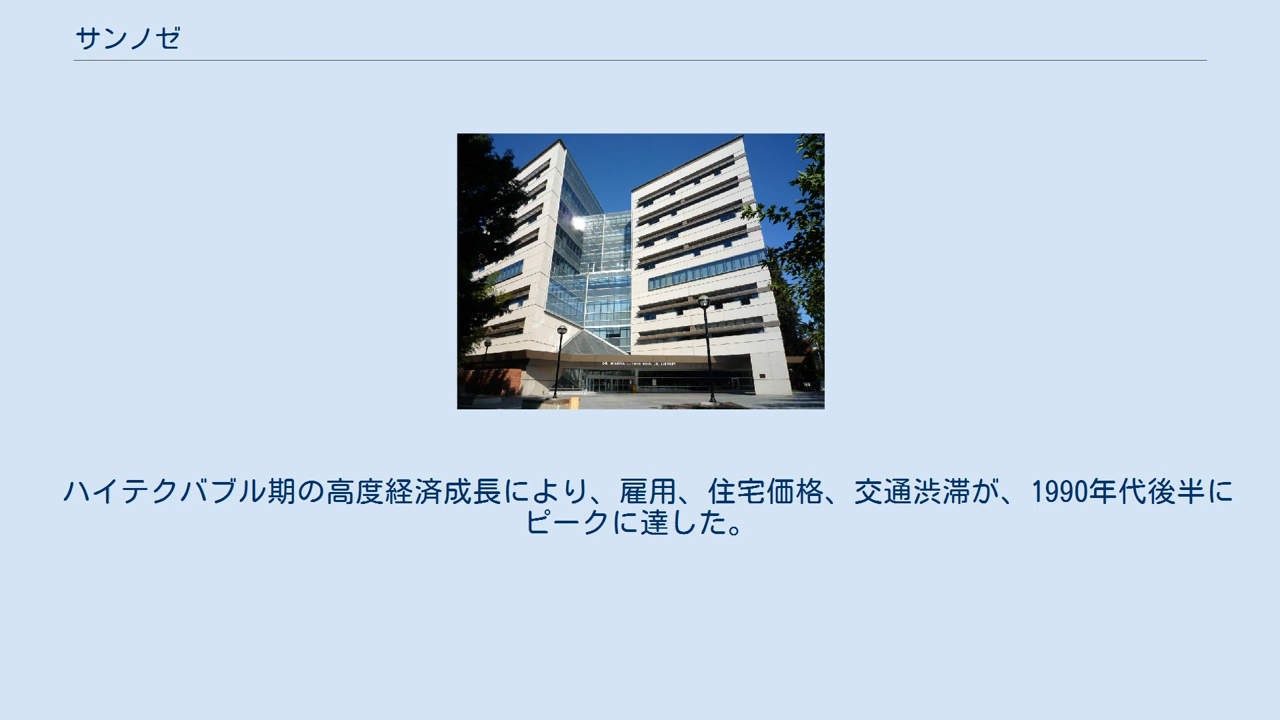 サンノゼ
ハイテクバブル期の高度経済成長により、雇用、住宅価格、交通渋滞が、1990年代後半に
ピークに達した。